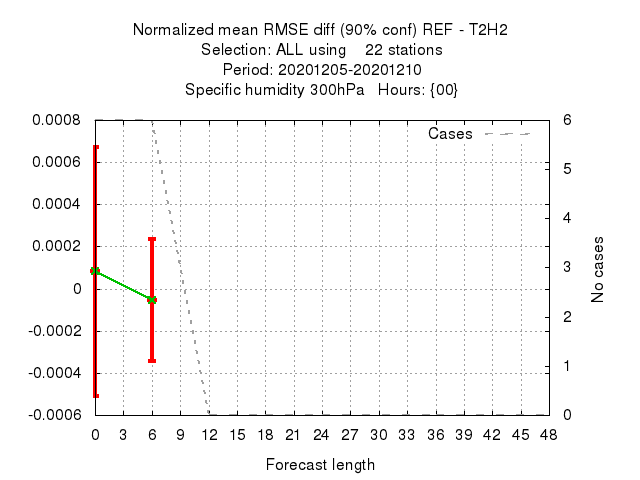 Normalized mean RMSE diff (90% conf) REF - T2H2
Selection: ALL using    22 stations
Period: 20201205-20201210
Specific humidity 300hPa   Hours: {00}
Cases
0.0008
0.0006
0.0004
0.0002
0
-0.0002
-0.0004
-0.0006
6
5
4
3
2
1
0
No cases
0 3 6 9 12 15 18 21 24 27 30 33 36 39 42 45 48
Forecast length